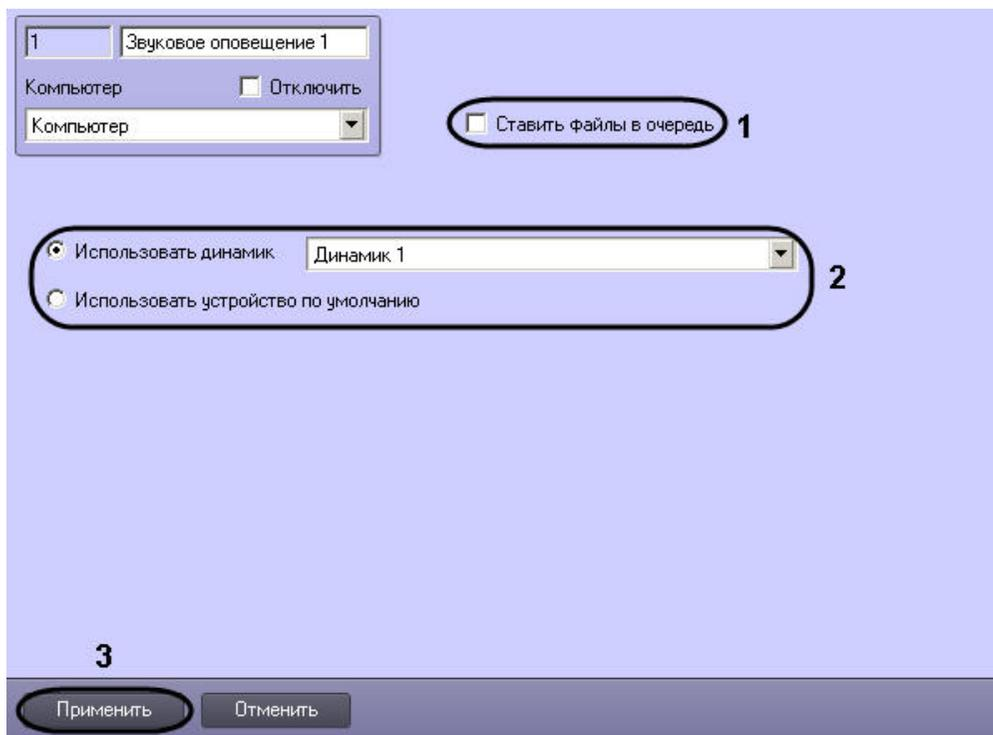 1 Звуковое оповещение 1
Компьютер Отключить
Компьютер
Ставить файлы в очередь 1
Использовать динамик Динамик 1
Использовать устройство по умолчанию
2
3
Применить Отменить